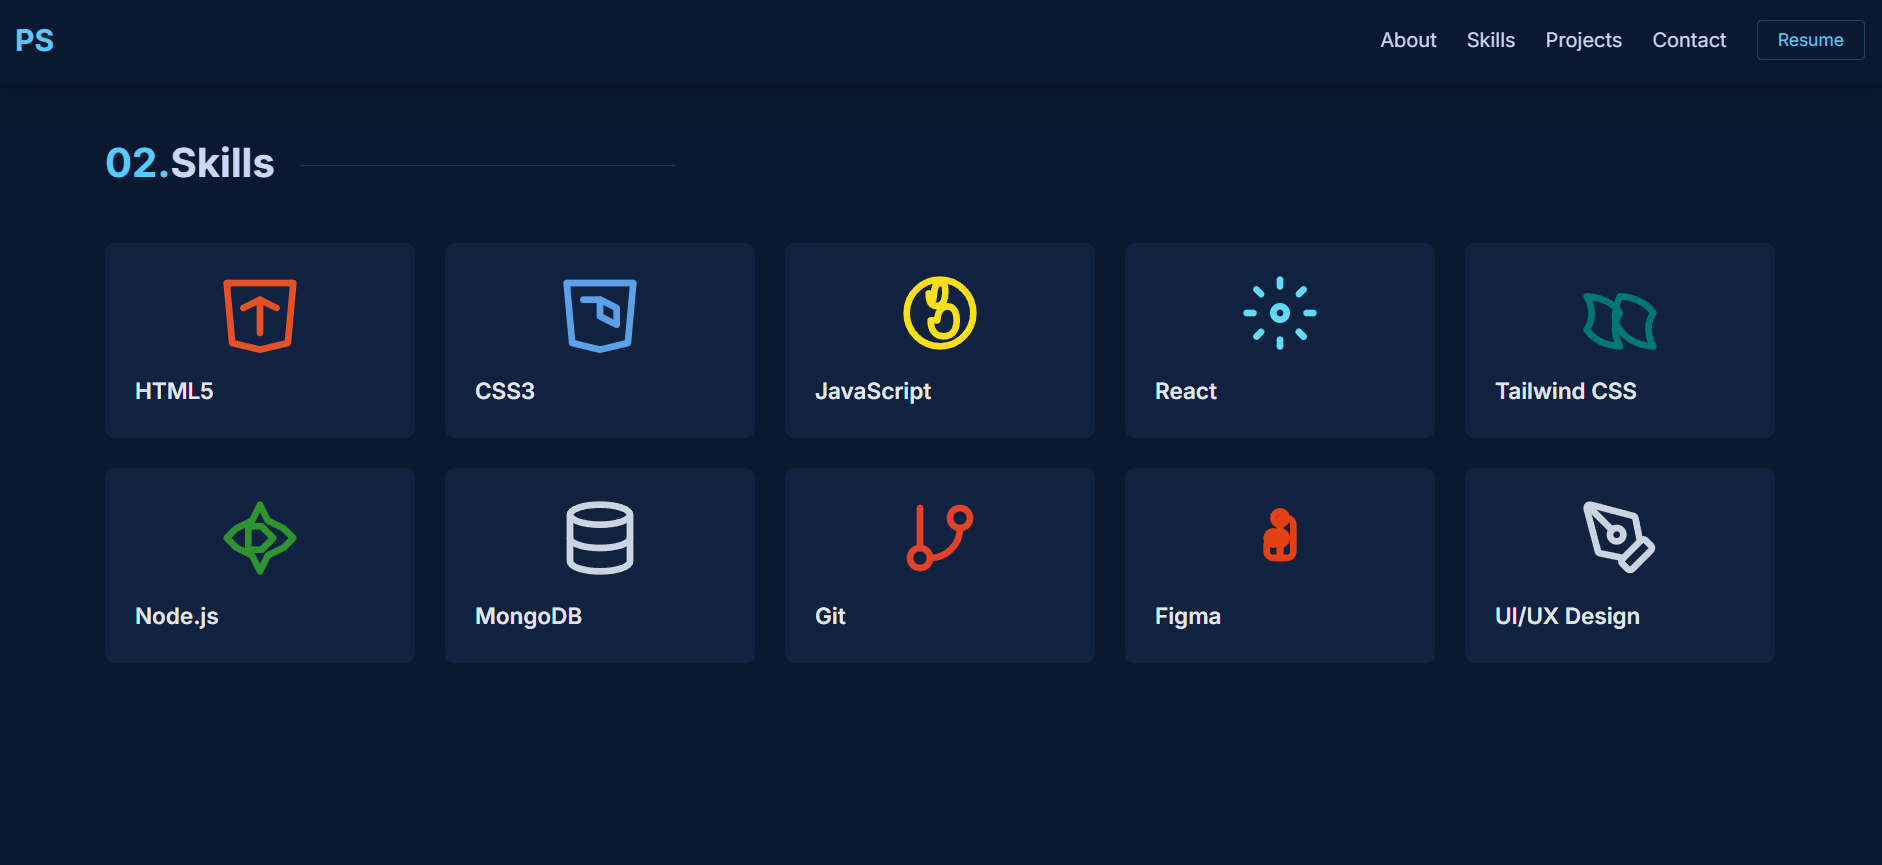 PS
About Skills Projects Contact Resume
02.Skills
HTML5 CSS3 JavaScript React Tailwind CSS
Node.js MongoDB Git Figma UI/UX Design